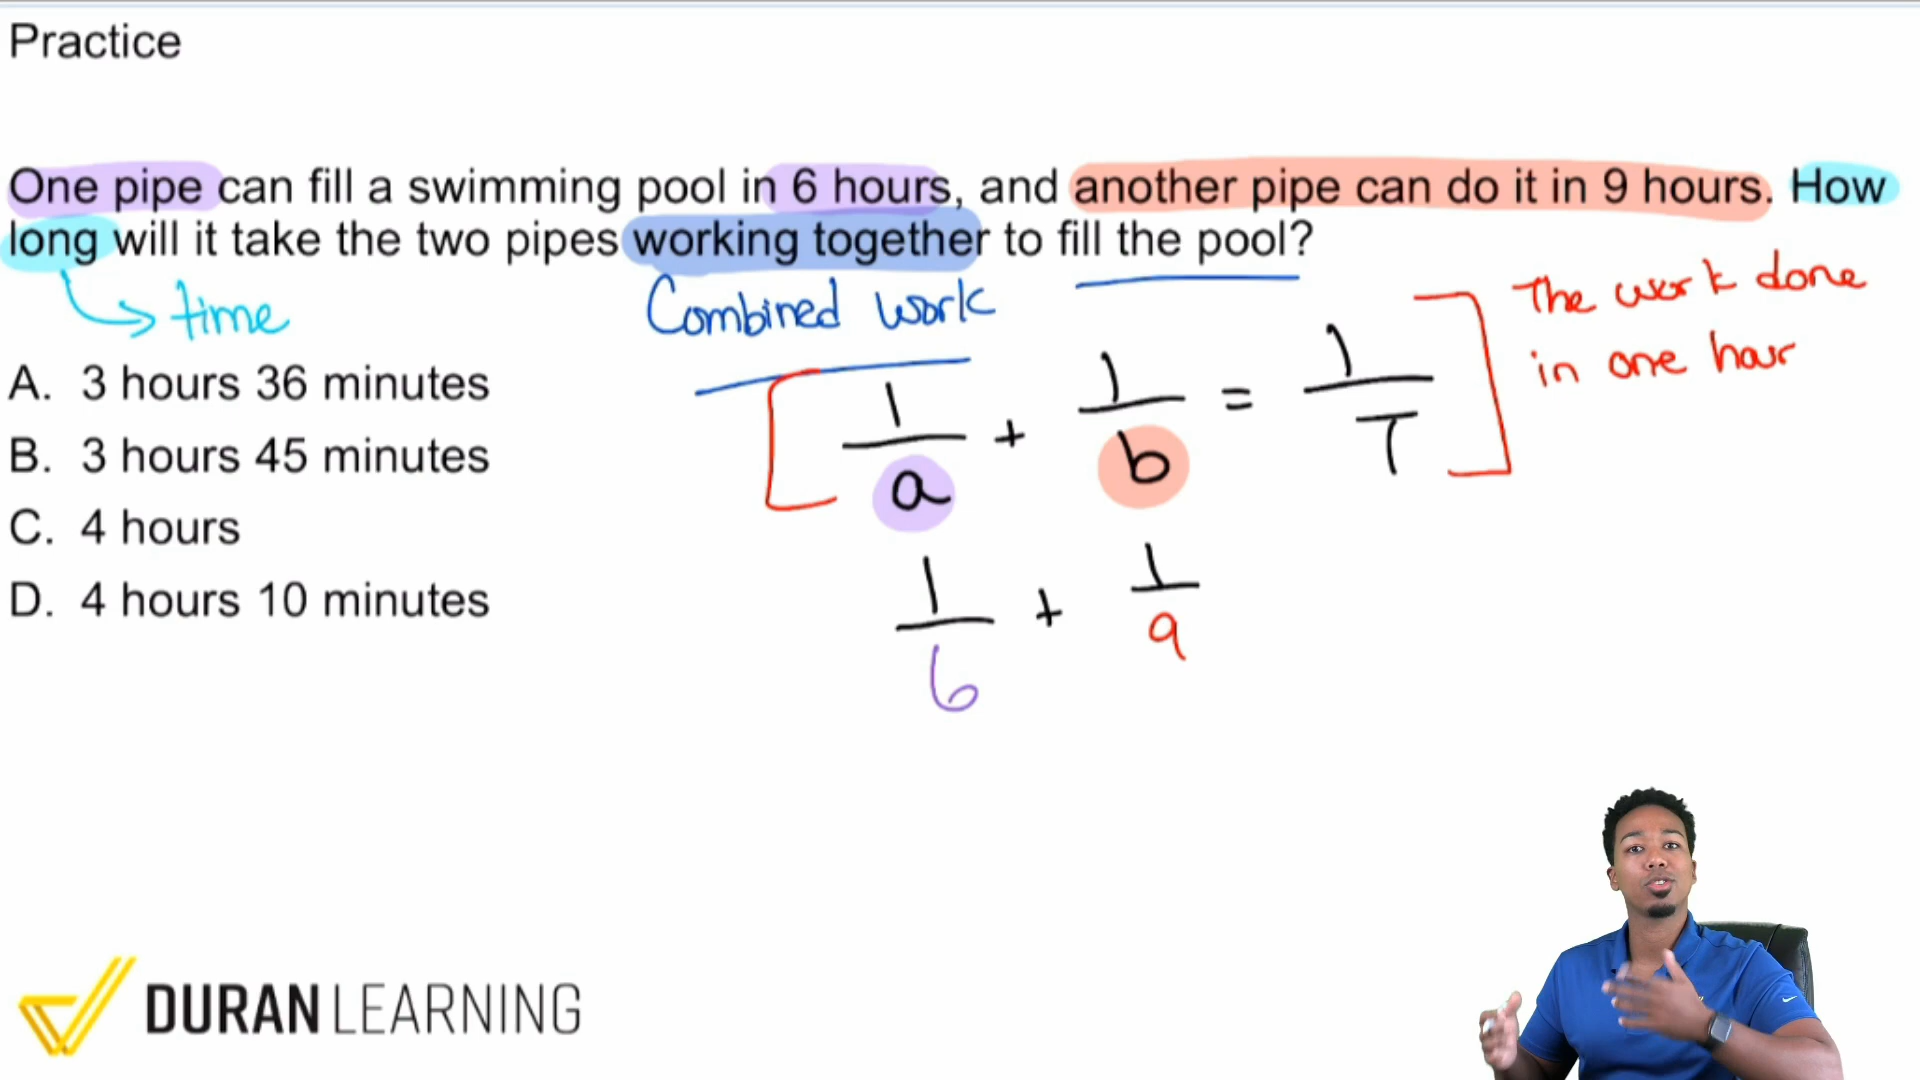 Practice
One pipe can fill a swimming pool in 6 hours, and another pipe can do it in 9 hours. How
long will it take the two pipes working together to fill the pool?
time
Combined work
The work done
in one hour
A. 3 hours 36 minutes
B. 3 hours 45 minutes
C. 4 hours
D. 4 hours 10 minutes
1/a + 1/b = 1/T
1/6 + 1/9
DURAN LEARNING